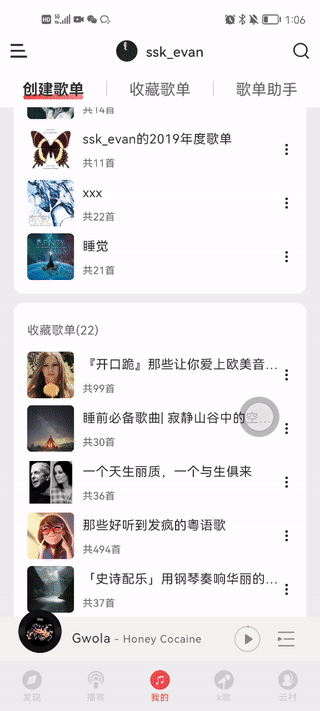 HD 1:06
ssk_evan
创建歌单 收藏歌单 歌单助手
共14首
ssk_evan的2019年度歌单
共11首
xxx
共22首
睡觉
共21首
收藏歌单(22)
『开口跪』那些让你爱上欧美音...
共99首
睡前必备歌曲| 寂静山谷中的空...
共30首
一个天生丽质，一个与生俱来
共36首
那些好听到发疯的粤语歌
共494首
「史诗配乐」用钢琴奏响华丽的...
共37首
Gwola - Honey Cocaine
发现 播客 我的 k歌 云村